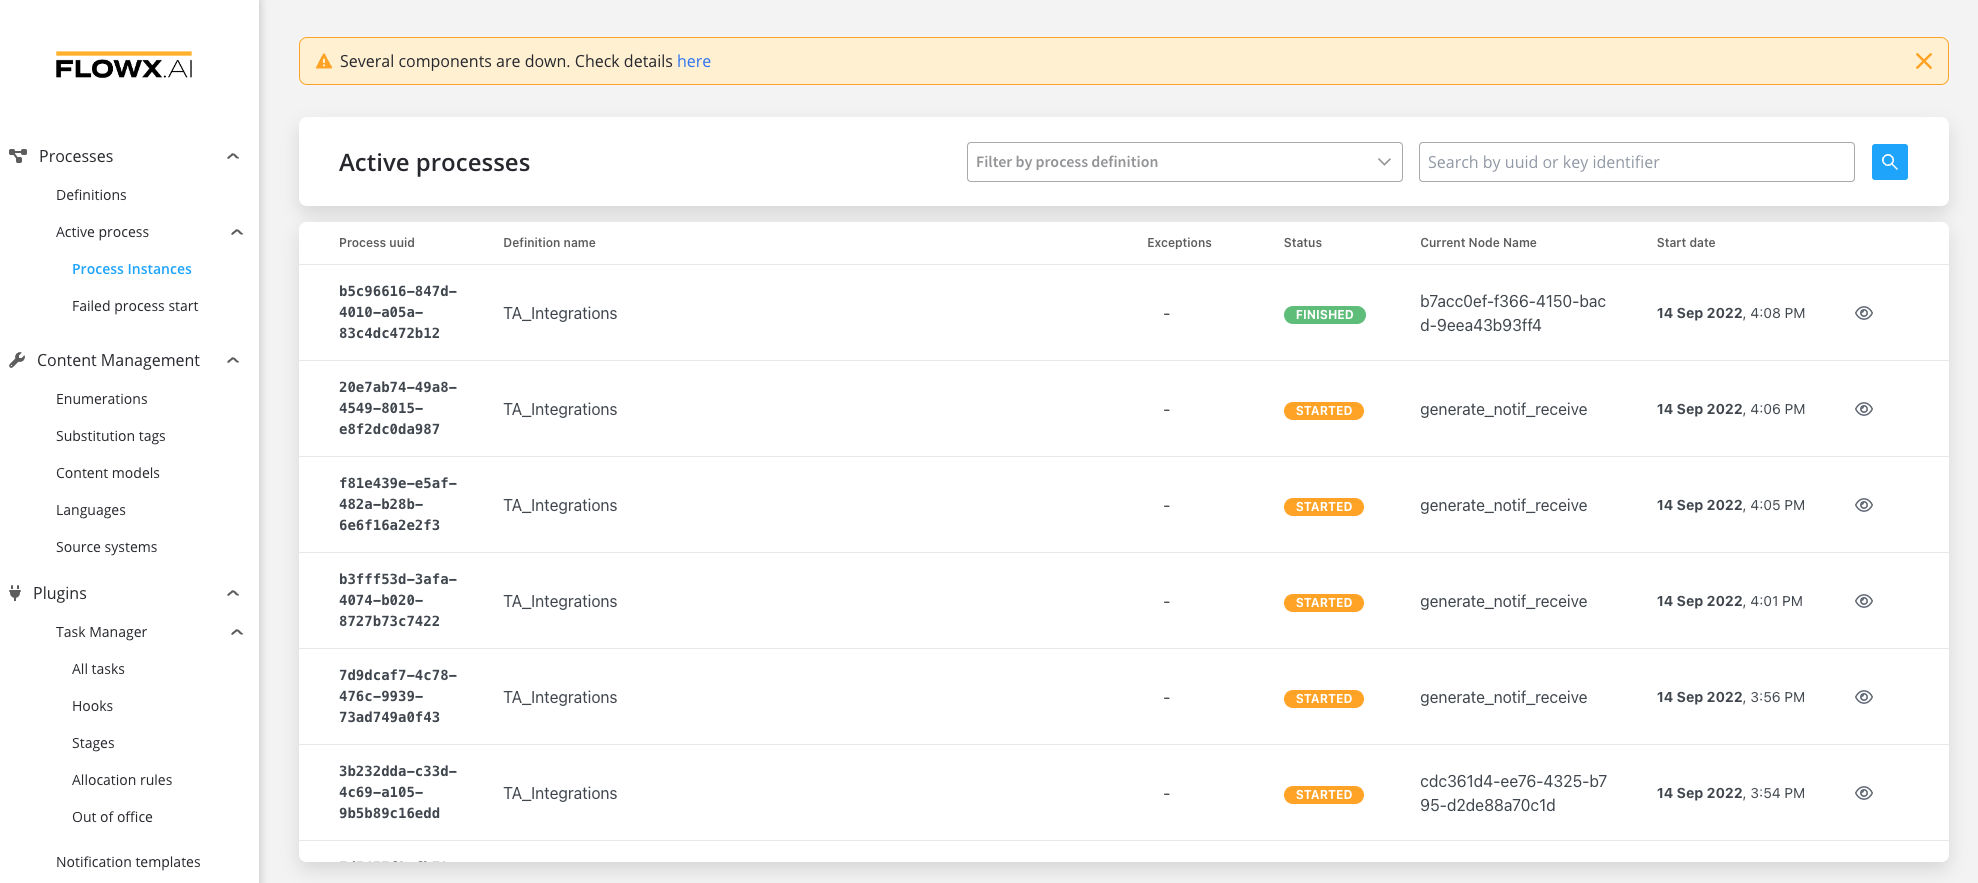 FLOWX.AI
Processes
Definitions
Active process
Process Instances
Failed process start
Content Management
Enumerations
Substitution tags
Content models
Languages
Source systems
Plugins
Task Manager
All tasks
Hooks
Stages
Allocation rules
Out of office
Notification templates
Several components are down. Check details here
Active processes
Filter by process definition
Search by uuid or key identifier
Process uuid Definition name Exceptions Status Current Node Name Start date
b5c96616-847d-
4010-a05a-
83c4dc472b12
TA_Integrations - FINISHED
b7acc0ef-f366-4150-bac
d-9eea43b93ff4
14 Sep 2022, 4:08 PM
20e7ab74-49a8-
4549-8015-
e8f2dc0da987
TA_Integrations - STARTED generate_notif_receive 14 Sep 2022, 4:06 PM
f81e439e-e5af-
482a-b28b-
6e6f16a2e2f3
TA_Integrations - STARTED generate_notif_receive 14 Sep 2022, 4:05 PM
b3fff53d-3afa-
4074-b020-
8727b73c7422
TA_Integrations - STARTED generate_notif_receive 14 Sep 2022, 4:01 PM
7d9dcaf7-4c78-
476c-9939-
73ad749a0f43
TA_Integrations - STARTED generate_notif_receive 14 Sep 2022, 3:56 PM
3b232dda-c33d-
4c69-a105-
9b5b89c16edd
TA_Integrations - STARTED
cdc361d4-ee76-4325-b7
95-d2de88a70c1d
14 Sep 2022, 3:54 PM